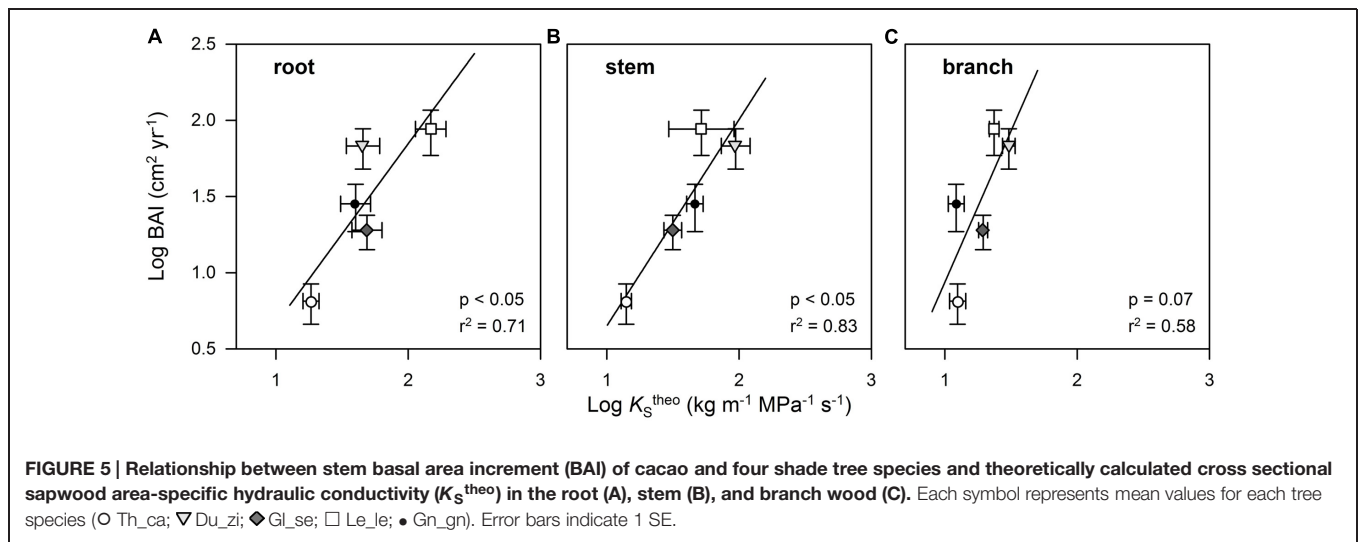 A
B
C
root
stem
branch
2.5
2.0
1.5
1.0
0.5
Log BAI (cm² yr⁻¹)
p < 0.05
r² = 0.71
p < 0.05
r² = 0.83
p = 0.07
r² = 0.58
1 2 3
1 2 3
1 2 3
Log K_S^theo (kg m⁻¹ MPa⁻¹ s⁻¹)
FIGURE 5 | Relationship between stem basal area increment (BAI) of cacao and four shade tree species and theoretically calculated cross sectional
sapwood area-specific hydraulic conductivity (K_S^theo) in the root (A), stem (B), and branch wood (C). Each symbol represents mean values for each tree
species (○ Th_ca; ▽ Du_zi; ◆ Gl_se; □ Le_le; • Gn_gn). Error bars indicate 1 SE.